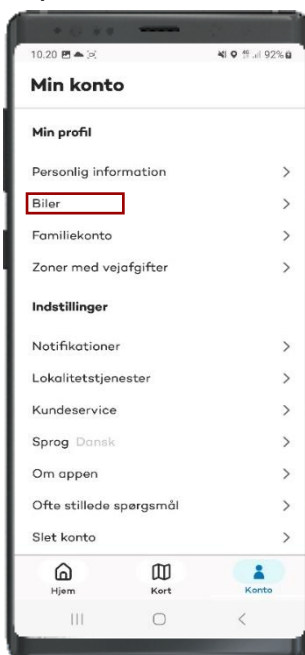 10.20 92%
Min konto
Min profil
Personlig information
Biler
Familiekonto
Zoner med vejafgifter
Indstillinger
Notifikationer
Lokalitetstjenester
Kundeservice
Sprog Dansk
Om appen
Ofte stillede spørgsmål
Slet konto
Hjem Kort Konto